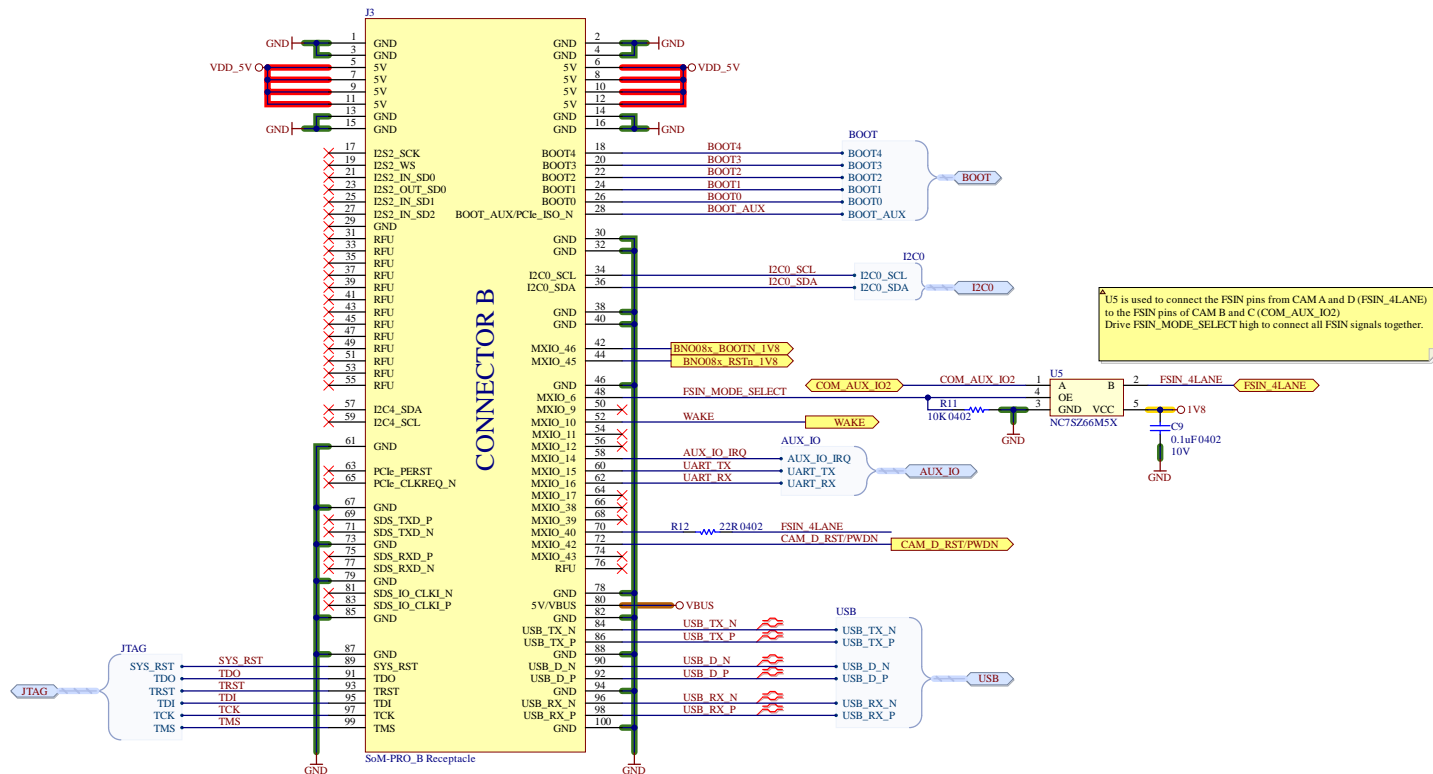 J3
1 GND GND 2
GND GND
3 GND GND 4
VDD_5V 5 5V 5V 6 VDD_5V
7 5V 5V 8
9 5V 5V 10
11 5V 5V 12
13 GND GND 14
GND 15 GND GND 16 GND
BOOT
17 I2S2_SCK BOOT4 18 BOOT4 BOOT4
19 I2S2_WS BOOT3 20 BOOT3 BOOT3
21 I2S2_IN_SD0 BOOT2 22 BOOT2 BOOT2 BOOT
23 I2S2_OUT_SD0 BOOT1 24 BOOT1 BOOT1
25 I2S2_IN_SD1 BOOT0 26 BOOT0 BOOT0
27 I2S2_IN_SD2 BOOT_AUX/PCIe_ISO_N 28 BOOT_AUX BOOT_AUX
29 GND
31 RFU GND 30
33 RFU GND 32
35 RFU
I2C0
37 RFU I2C0_SCL 34 I2C0_SCL I2C0_SCL
39 RFU I2C0_SDA 36 I2C0_SDA I2C0_SDA I2C0
41 RFU
43 RFU GND 38
45 RFU GND 40
47 RFU
49 RFU MXIO_46 42 BNO08x_BOOTN_1V8
51 RFU MXIO_45 44 BNO08x_RSTn_1V8
53 RFU
55 RFU GND 46
MXIO_6 48 FSIN_MODE_SELECT
57 I2C4_SDA MXIO_9 50
59 I2C4_SCL MXIO_10 52 WAKE WAKE
MXIO_11 54
61 GND MXIO_12 56
AUX_IO
MXIO_14 58 AUX_IO_IRQ AUX_IO_IRQ
63 PCIe_PERST MXIO_15 60 UART_TX UART_TX AUX_IO
65 PCIe_CLKREQ_N MXIO_16 62 UART_RX UART_RX
MXIO_17 64
67 GND MXIO_38 66
69 SDS_TXD_P MXIO_39 68
71 SDS_TXD_N MXIO_40 70 R12 22R 0402 FSIN_4LANE
73 GND MXIO_42 72 CAM_D_RST/PWDN CAM_D_RST/PWDN
75 SDS_RXD_P MXIO_43 74
77 SDS_RXD_N RFU 76
79 GND
81 SDS_IO_CLKI_N GND 78
83 SDS_IO_CLKI_P 5V/VBUS 80 VBUS
85 GND GND 82
USB
USB_TX_N 84 USB_TX_N USB_TX_N
USB_TX_P 86 USB_TX_P USB_TX_P
87 GND GND 88
JTAG
SYS_RST SYS_RST 89 SYS_RST USB_D_N 90 USB_D_N USB_D_N
TDO TDO 91 TDO USB_D_P 92 USB_D_P USB_D_P USB
JTAG TRST TRST 93 TRST GND 94
TDI TDI 95 TDI USB_RX_N 96 USB_RX_N USB_RX_N
TCK TCK 97 TCK USB_RX_P 98 USB_RX_P USB_RX_P
TMS TMS 99 TMS GND 100
CONNECTOR B
SoM-PRO_B Receptacle
GND
GND
U5 is used to connect the FSIN pins from CAM A and D (FSIN_4LANE)
to the FSIN pins of CAM B and C (COM_AUX_IO2)
Drive FSIN_MODE_SELECT high to connect all FSIN signals together.
U5
COM_AUX_IO2 COM_AUX_IO2 1 A B 2 FSIN_4LANE FSIN_4LANE
4 OE
R11 3 GND VCC 5 1V8
10K 0402
NC7SZ66M5X
GND
C9
0.1uF 0402
10V
GND